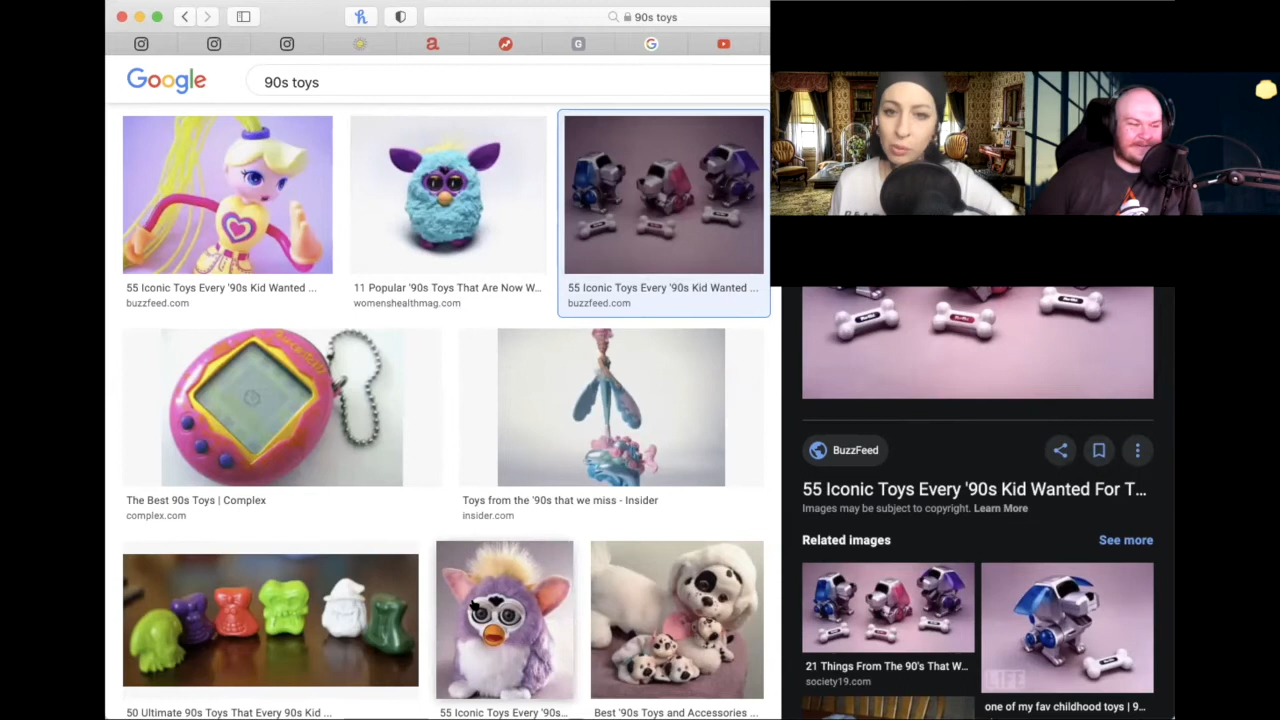 90s toys
Google
90s toys
55 Iconic Toys Every '90s Kid Wanted ...
buzzfeed.com
11 Popular '90s Toys That Are Now W...
womenshealthmag.com
55 Iconic Toys Every '90s Kid Wanted ...
buzzfeed.com
The Best 90s Toys | Complex
complex.com
Toys from the '90s that we miss - Insider
insider.com
50 Ultimate 90s Toys That Every 90s Kid ...
55 Iconic Toys Every '90s...
Best '90s Toys and Accessories ...
BuzzFeed
55 Iconic Toys Every '90s Kid Wanted For T...
Images may be subject to copyright. Learn More
Related images
See more
21 Things From The 90's That W...
society19.com
LIFE
one of my fav childhood toys | 9...